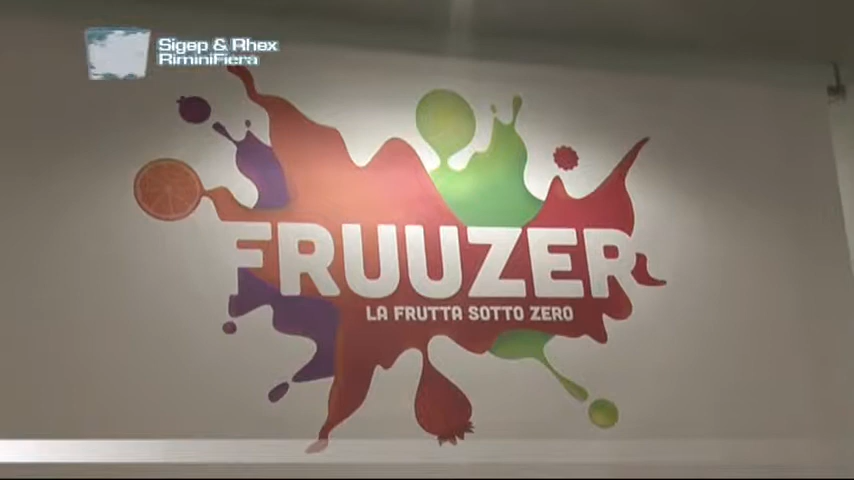 Sigep & Rhex
RiminiFiera
FRUUZER
LA FRUTTA SOTTO ZERO